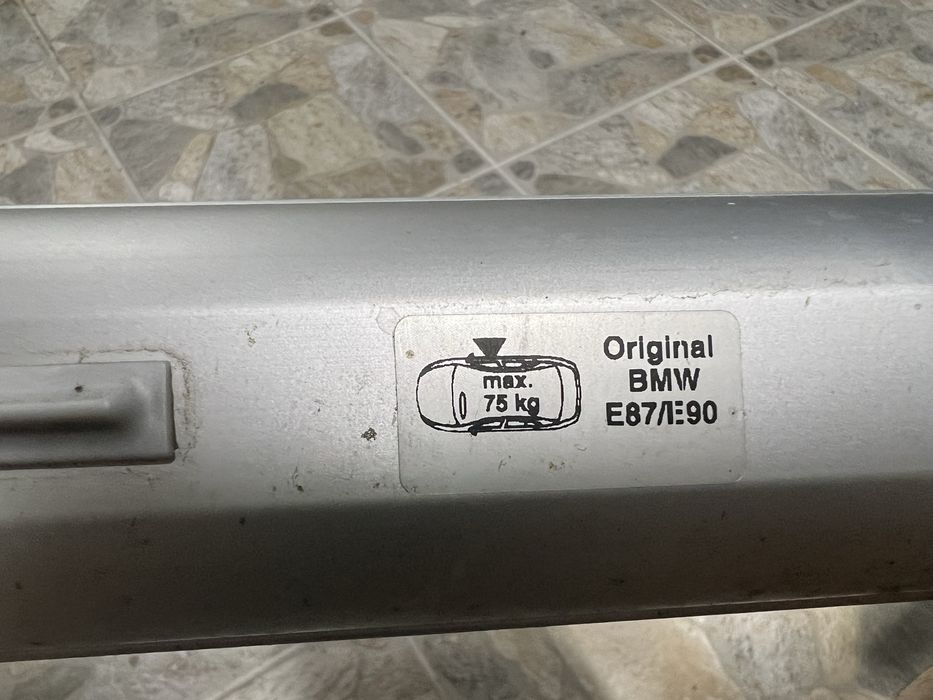 max.
75 kg
Original
BMW
E87/E90